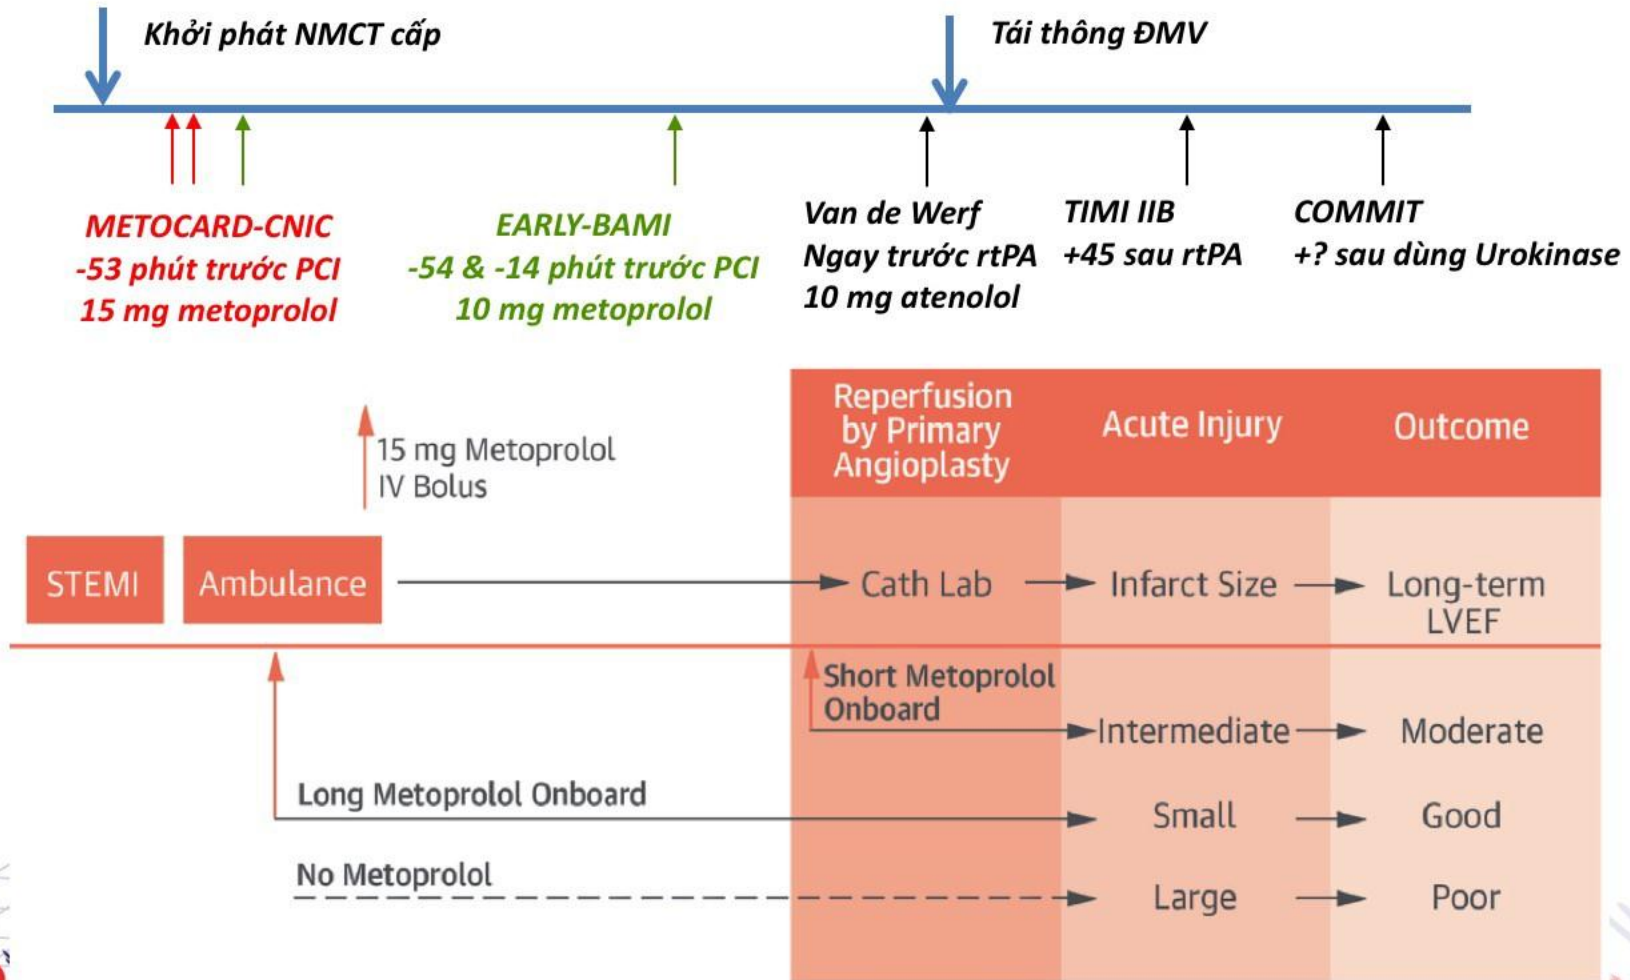 Khởi phát NMCT cấp
Tái thông ĐMV
METOCARD-CNIC
-53 phút trước PCI
15 mg metoprolol
EARLY-BAMI
-54 & -14 phút trước PCI
10 mg metoprolol
Van de Werf
Ngay trước rtPA
10 mg atenolol
TIMI IIB
+45 sau rtPA
COMMIT
+? sau dùng Urokinase
Reperfusion
by Primary
Angioplasty
Acute Injury
Outcome
15 mg Metoprolol
IV Bolus
STEMI
Ambulance
Cath Lab
Infarct Size
Long-term
LVEF
Short Metoprolol
Onboard
Intermediate
Moderate
Long Metoprolol Onboard
Small
Good
No Metoprolol
Large
Poor